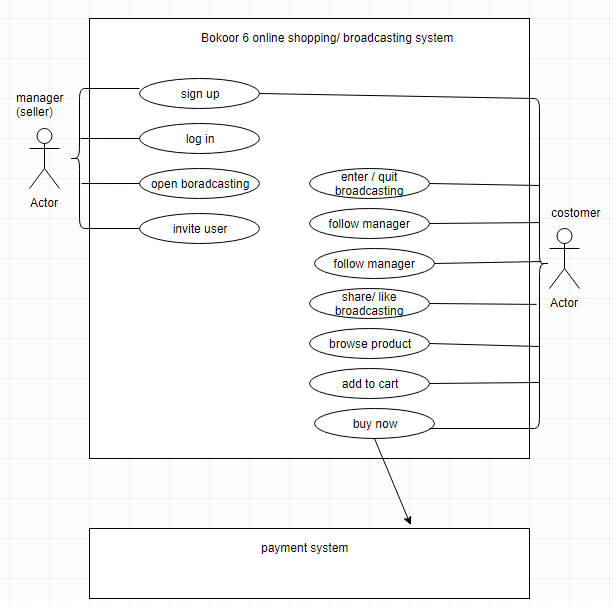 Bokoor 6 online shopping/ broadcasting system
manager
(seller)
Actor
sign up
log in
open boradcasting
invite user
enter / quit
broadcasting
follow manager
follow manager
share/ like
broadcasting
browse product
add to cart
buy now
costomer
Actor
payment system